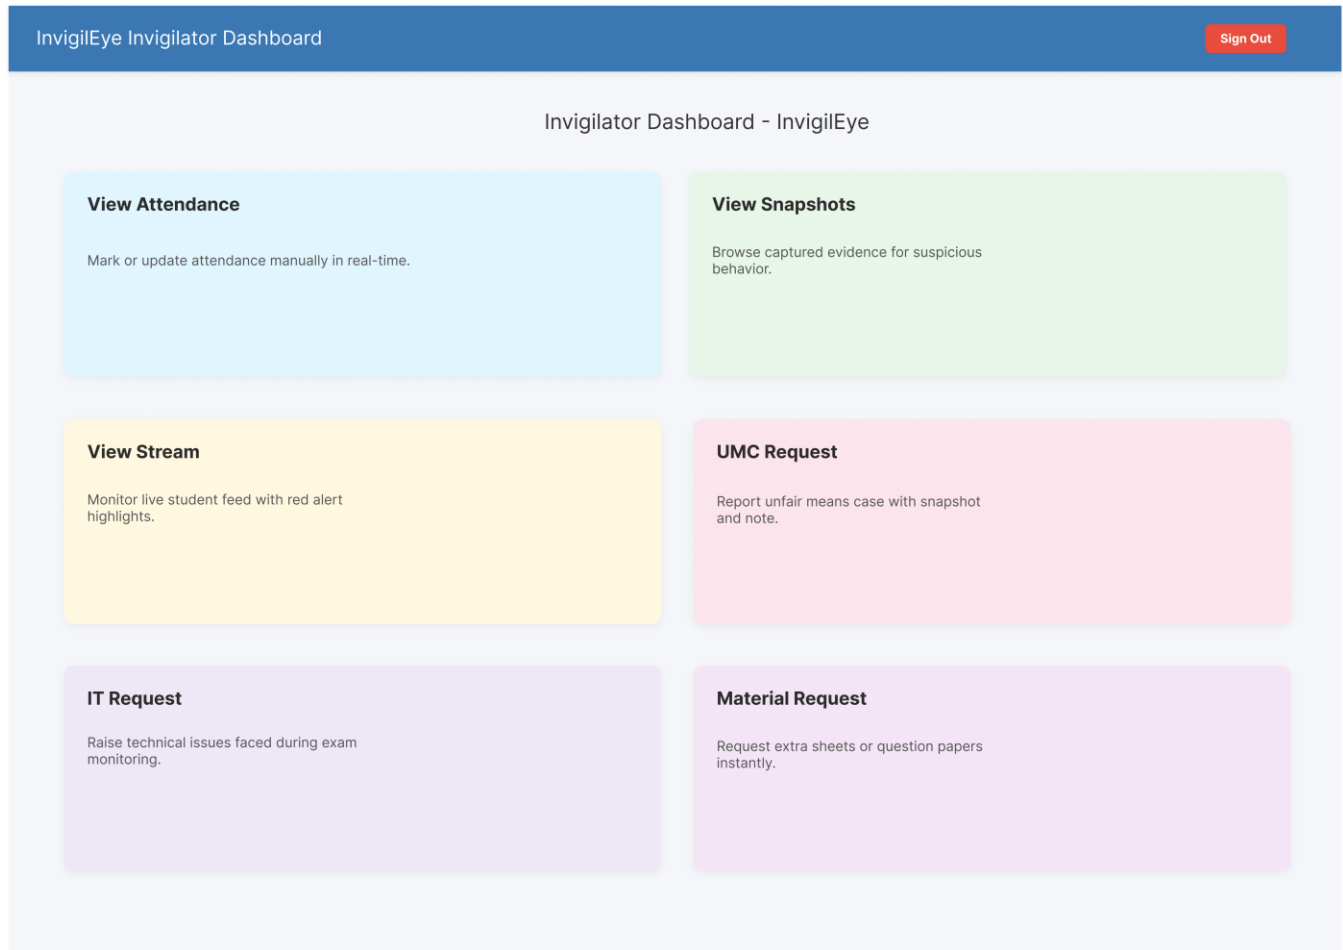 InvigilEye Invigilator Dashboard
Sign Out
Invigilator Dashboard - InvigilEye
View Attendance
Mark or update attendance manually in real-time.
View Snapshots
Browse captured evidence for suspicious
behavior.
View Stream
Monitor live student feed with red alert
highlights.
UMC Request
Report unfair means case with snapshot
and note.
IT Request
Raise technical issues faced during exam
monitoring.
Material Request
Request extra sheets or question papers
instantly.